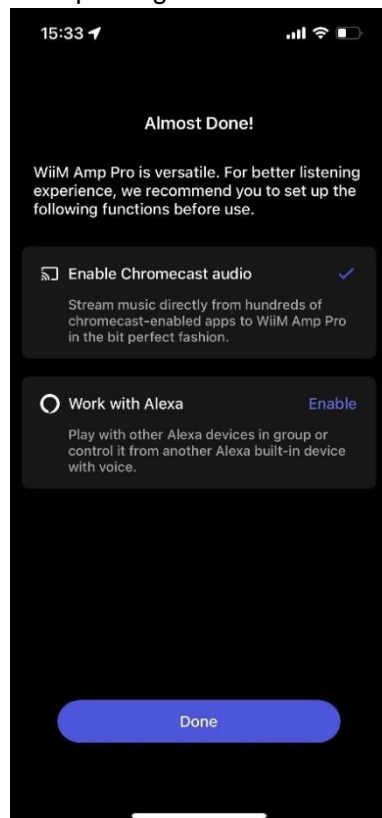 15:33
Almost Done!
WiiM Amp Pro is versatile. For better listening
experience, we recommend you to set up the
following functions before use.
Enable Chromecast audio
Stream music directly from hundreds of
chromecast-enabled apps to WiiM Amp Pro
in the bit perfect fashion.
Work with Alexa
Enable
Play with other Alexa devices in group or
control it from another Alexa built-in device
with voice.
Done